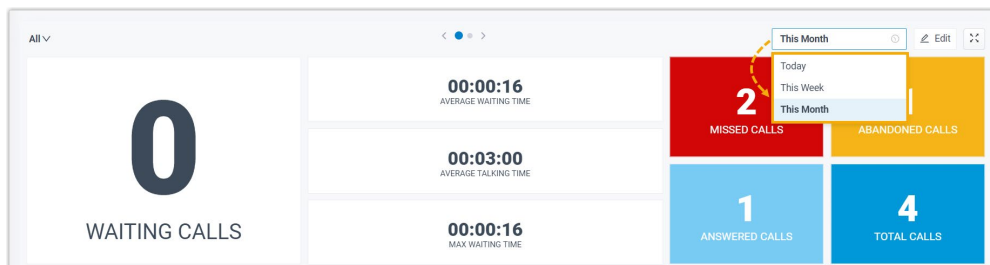 All
This Month
Edit
Today
This Week
This Month
0
WAITING CALLS
00:00:16
AVERAGE WAITING TIME
00:03:00
AVERAGE TALKING TIME
00:00:16
MAX WAITING TIME
2
MISSED CALLS
ABANDONED CALLS
1
ANSWERED CALLS
4
TOTAL CALLS